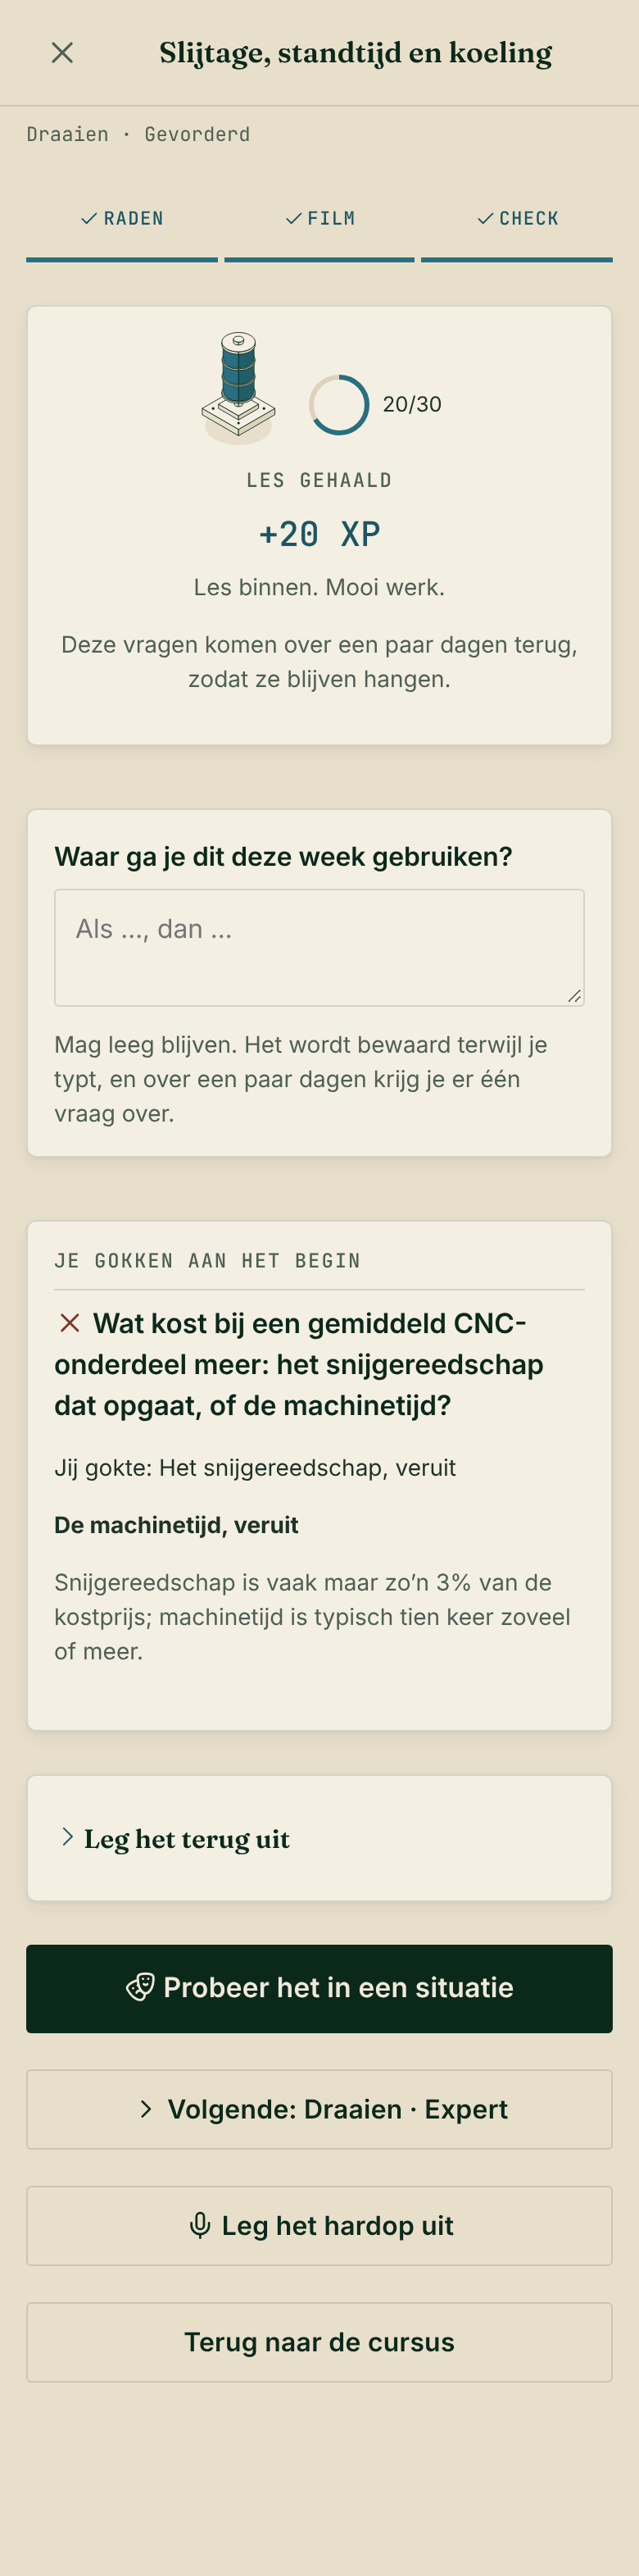 Slijtage, standtijd en koeling
Draaien · Gevorderd
RADEN
FILM
CHECK
20/30
LES GEHAALD
+20 XP
Les binnen. Mooi werk.
Deze vragen komen over een paar dagen terug,
zodat ze blijven hangen.
Waar ga je dit deze week gebruiken?
Als ..., dan ...
Mag leeg blijven. Het wordt bewaard terwijl je
typt, en over een paar dagen krijg je er één
vraag over.
JE GOKKEN AAN HET BEGIN
Wat kost bij een gemiddeld CNC-
onderdeel meer: het snijgereedschap
dat opgaat, of de machinetijd?
Jij gokte: Het snijgereedschap, veruit
De machinetijd, veruit
Snijgereedschap is vaak maar zo’n 3% van de
kostprijs; machinetijd is typisch tien keer zoveel
of meer.
Leg het terug uit
Probeer het in een situatie
Volgende: Draaien · Expert
Leg het hardop uit
Terug naar de cursus